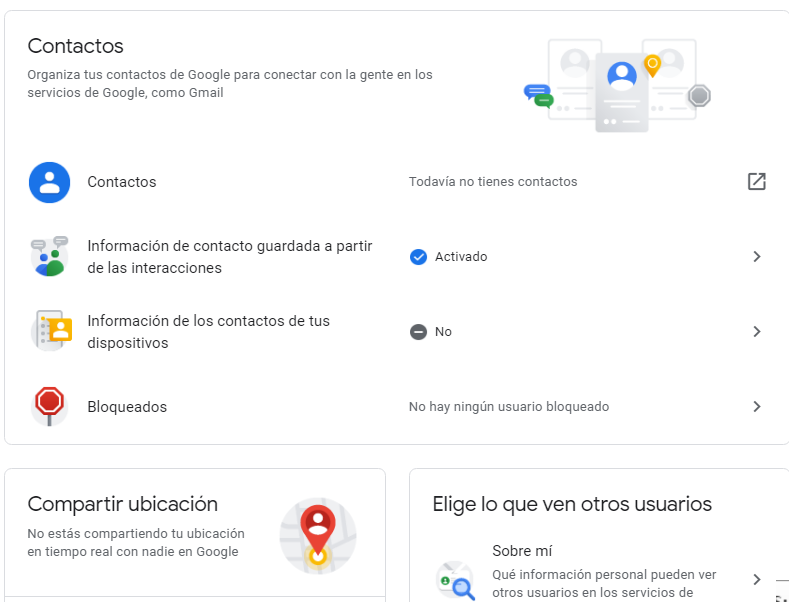 Contactos
Organiza tus contactos de Google para conectar con la gente en los
servicios de Google, como Gmail
Contactos
Todavía no tienes contactos
Información de contacto guardada a partir
de las interacciones
Activado
Información de los contactos de tus
dispositivos
No
Bloqueados
No hay ningún usuario bloqueado
Compartir ubicación
No estás compartiendo tu ubicación
en tiempo real con nadie en Google
Elige lo que ven otros usuarios
Sobre mí
Qué información personal pueden ver
otros usuarios en los servicios de